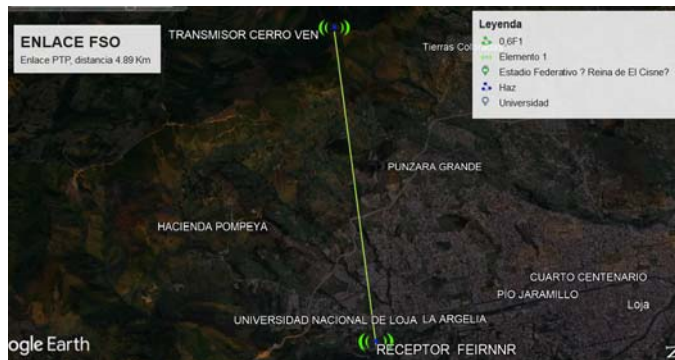 ENLACE FSO
Enlace PTP, distancia 4.89 Km
TRANSMISOR CERRO VEN
Tierras
Leyenda
0,6F1
Elemento 1
Estadio Federativo ? Reina de El Cisne?
Haz
Universidad
PUNZARA GRANDE
HACIENDA POMPEYA
CUARTO CENTENARIO
PIO JARAMILLO
Loja
UNIVERSIDAD NACIONAL DE LOJA
LA ARGELIA
RECEPTOR FEIRNNR
ogle Earth